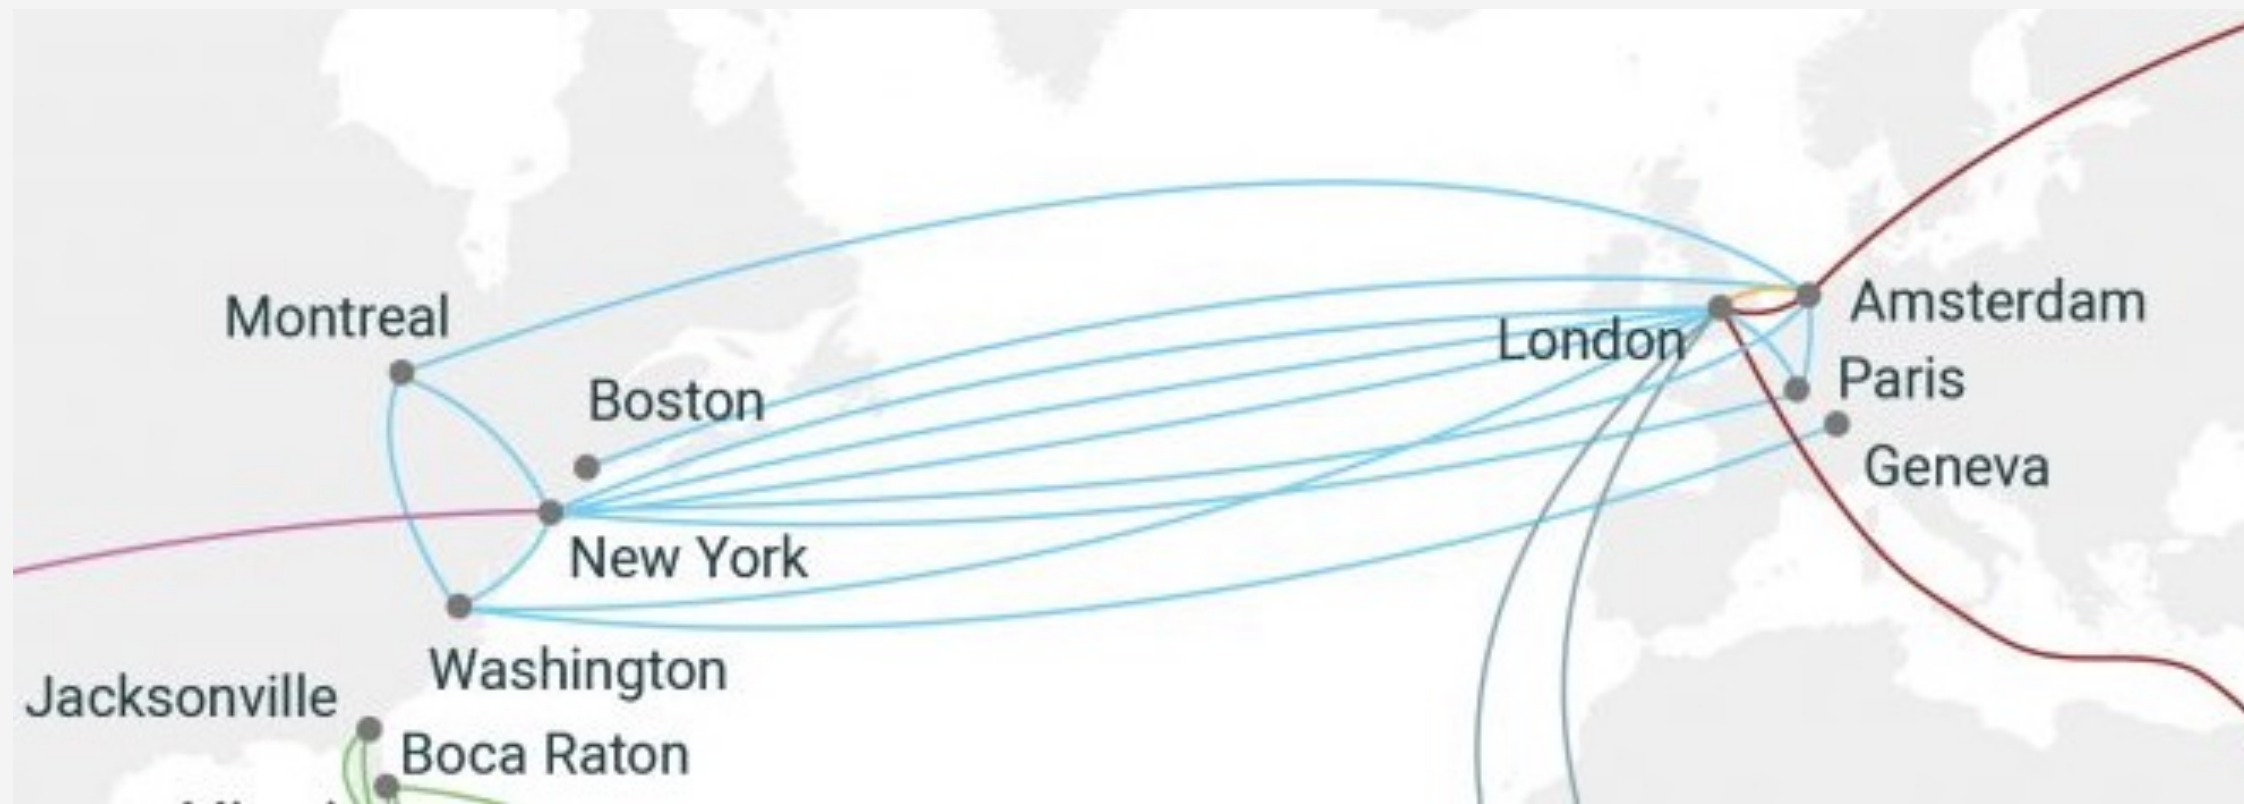 Montreal
Amsterdam
London
Paris
Boston
Geneva
New York
Washington
Jacksonville
Boca Raton